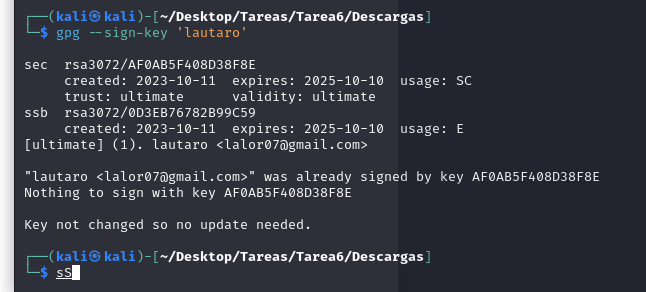 ┌──(kali㉿kali)-[~/Desktop/Tareas/Tarea6/Descargas]
└─$ gpg --sign-key 'lautaro'
sec  rsa3072/AF0AB5F408D38F8E
     created: 2023-10-11  expires: 2025-10-10  usage: SC
     trust: ultimate      validity: ultimate
ssb  rsa3072/0D3EB76782B99C59
     created: 2023-10-11  expires: 2025-10-10  usage: E
[ultimate] (1). lautaro <lalor07@gmail.com>
"lautaro <lalor07@gmail.com>" was already signed by key AF0AB5F408D38F8E
Nothing to sign with key AF0AB5F408D38F8E
Key not changed so no update needed.
┌──(kali㉿kali)-[~/Desktop/Tareas/Tarea6/Descargas]
└─$ sS